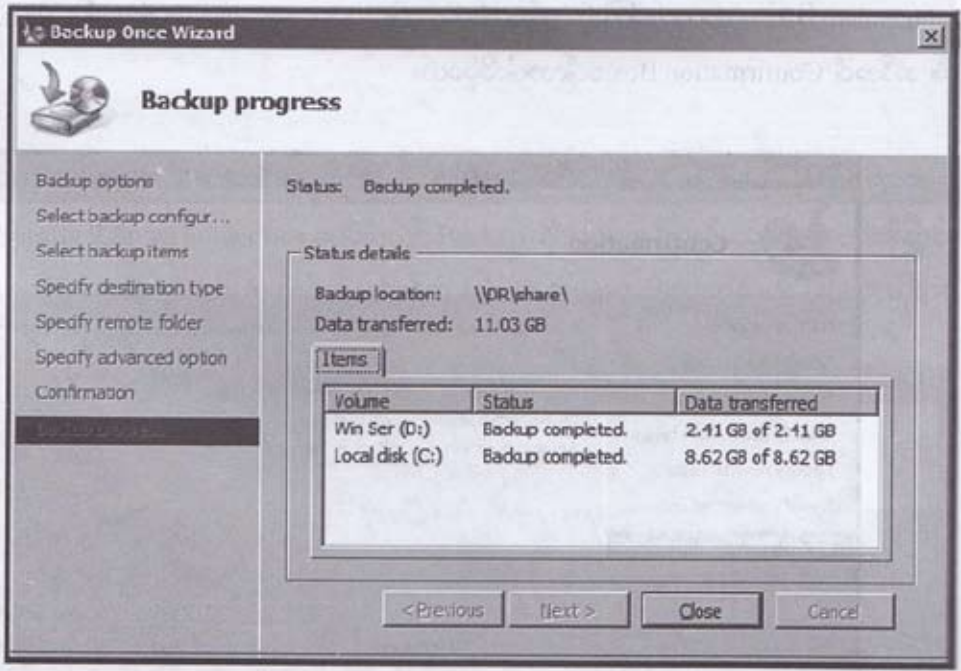 Backup Once Wizard
Backup progress
Backup options
Select backup configur...
Select backup items
Specify destination type
Specify remote folder
Specify advanced option
Confirmation
Status: Backup completed.
Status details
Backup location: \\DR\share\
Data transferred: 11.03 GB
Items
Volume Status Data transferred
Win Ser (D:) Backup completed. 2.41 GB of 2.41 GB
Local disk (C:) Backup completed. 8.62 GB of 8.62 GB
< Previous Next > Close Cancel